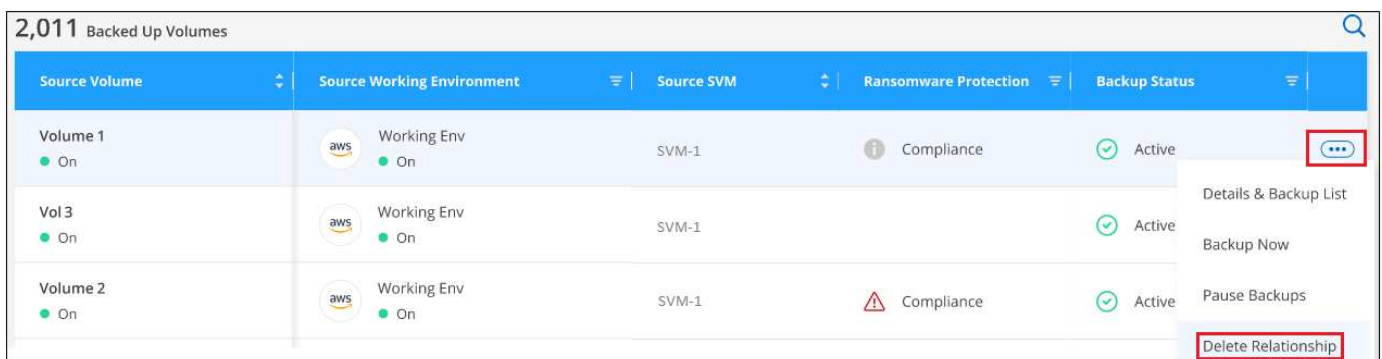 2,011 Backed Up Volumes
Source Volume Source Working Environment Source SVM Ransomware Protection Backup Status
Volume 1 aws Working Env SVM-1 Compliance Active
On On
Details & Backup List
Vol 3 aws Working Env SVM-1 Active
On On
Backup Now
Volume 2 aws Working Env SVM-1 Compliance Active
On On
Pause Backups
Delete Relationship